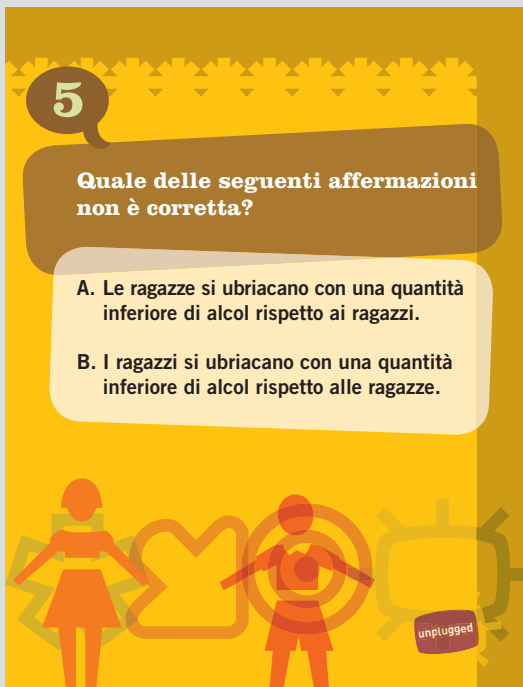 5
Quale delle seguenti affermazioni
non è corretta?
A. Le ragazze si ubriacano con una quantità
inferiore di alcol rispetto ai ragazzi.
B. I ragazzi si ubriacano con una quantità
inferiore di alcol rispetto alle ragazze.
unplugged